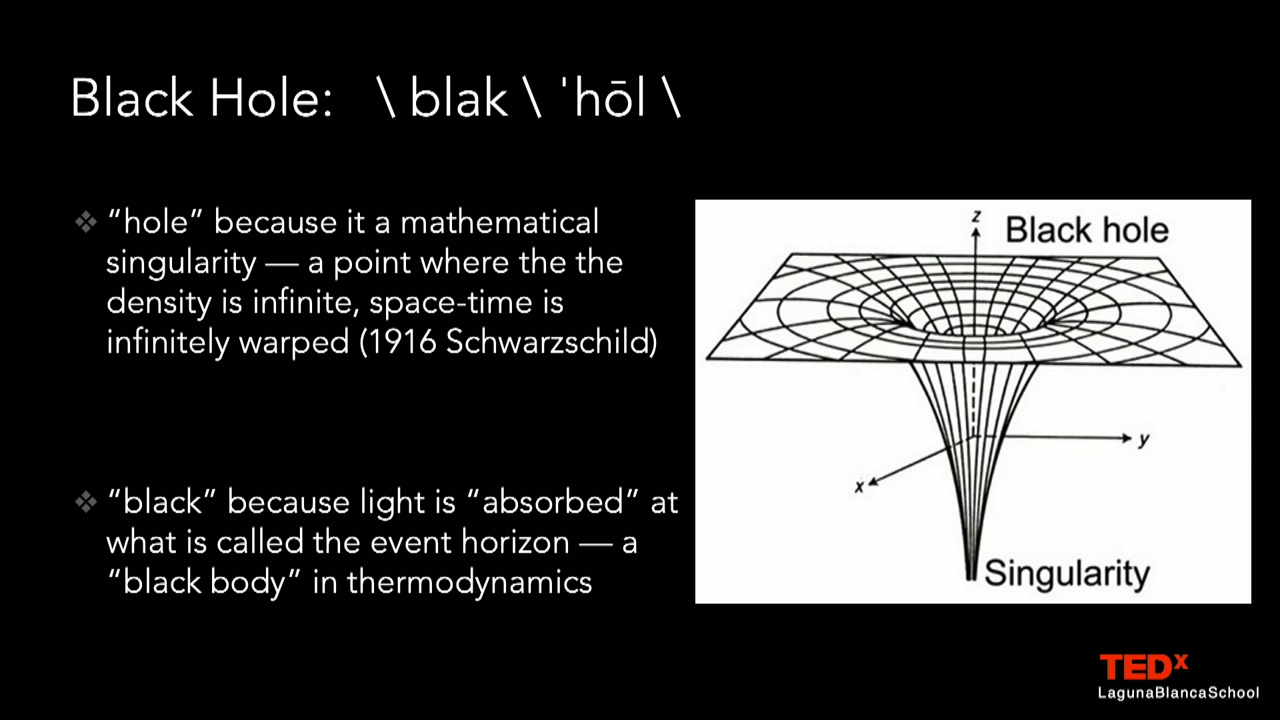 Black Hole: \ blak \ ˈhōl \
“hole” because it a mathematical
singularity — a point where the the
density is infinite, space-time is
infinitely warped (1916 Schwarzschild)
“black” because light is “absorbed” at
what is called the event horizon — a
“black body” in thermodynamics
z
Black hole
y
x
Singularity
TEDx
LagunaBlancaSchool